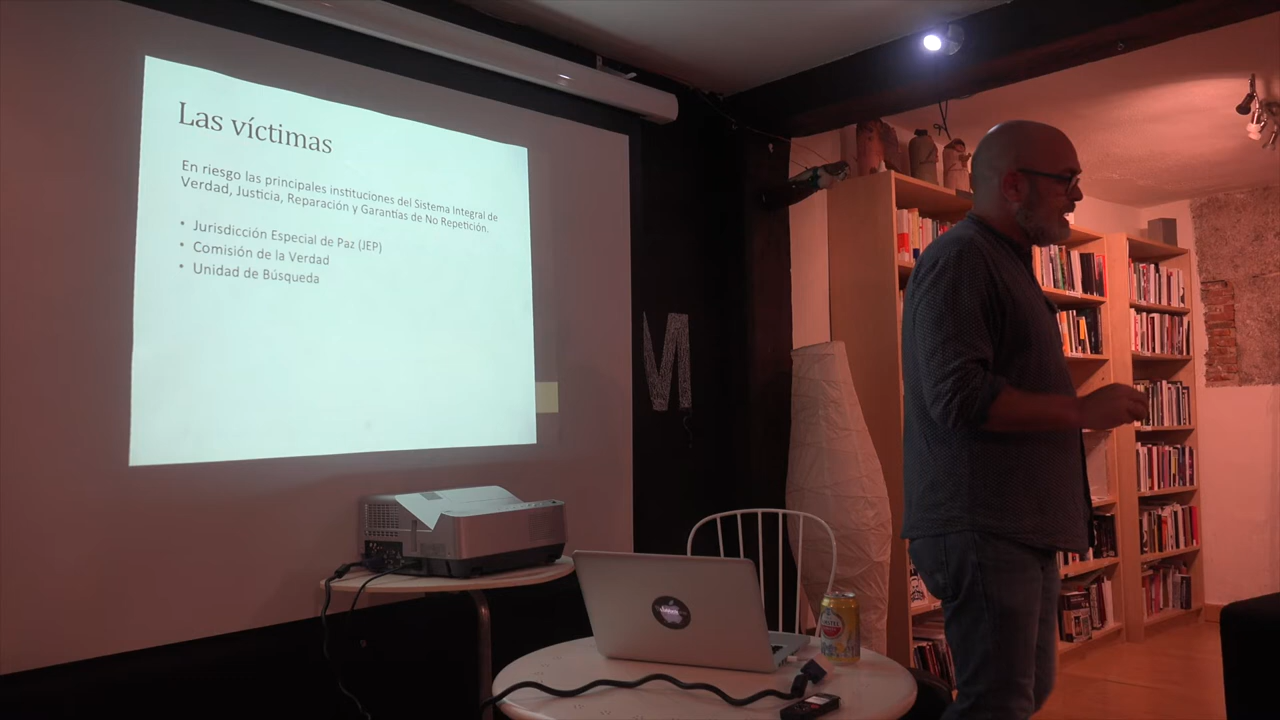 Las víctimas
En riesgo las principales instituciones del Sistema Integral de
Verdad, Justicia, Reparación y Garantías de No Repetición.
• Jurisdicción Especial de Paz (JEP)
• Comisión de la Verdad
• Unidad de Búsqueda
M